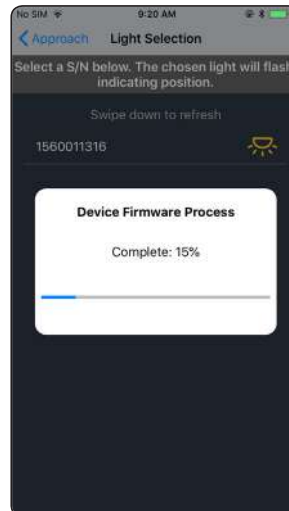 No SIM 9:20 AM
Approach Light Selection
Select a S/N below. The chosen light will flash
indicating position.
Swipe down to refresh
1560011316
Device Firmware Process
Complete: 15%